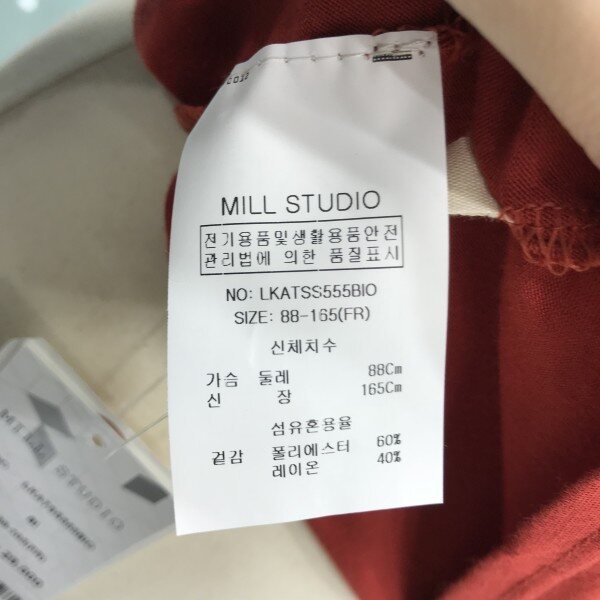 MILL STUDIO
전기용품및생활용품안전
관리법에 의한 품질표시
NO: LKATSS555BIO
SIZE: 88-165(FR)
신체치수
가슴 둘레 88Cm
신 장 165Cm
섬유혼용율
겉감 폴리에스터 60%
레이온 40%
MILL STUDIO